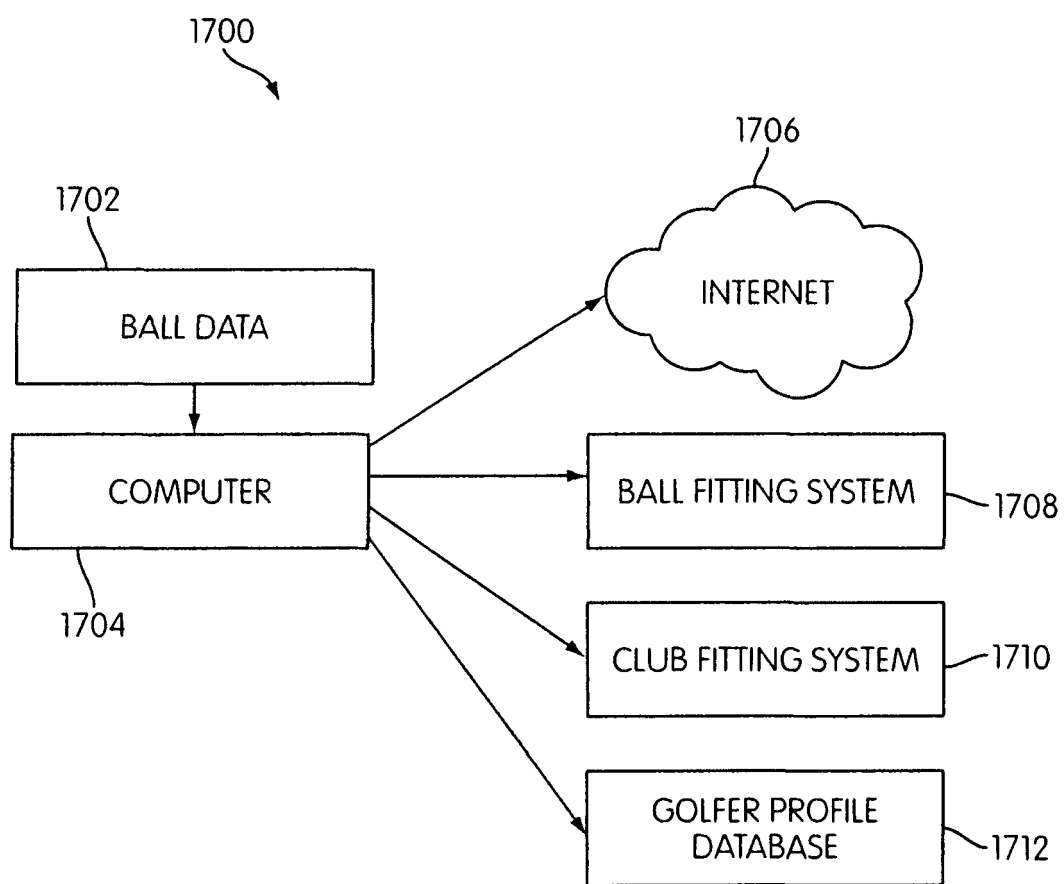 1700
1706
1702
INTERNET
BALL DATA
COMPUTER
BALL FITTING SYSTEM
1708
1704
CLUB FITTING SYSTEM
1710
GOLFER PROFILE
DATABASE
1712